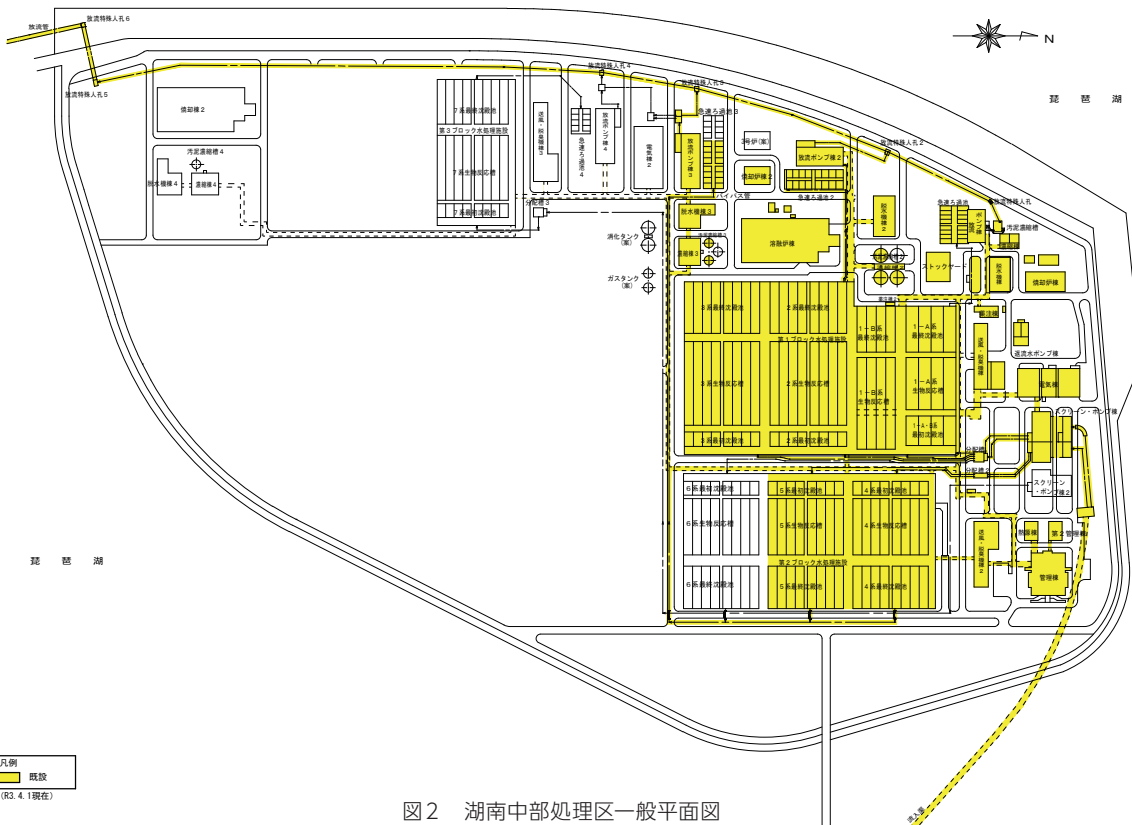 放流特殊人孔6
放流管
N
放流特殊人孔4
放流特殊人孔5
放流特殊人孔3
琵琶湖
焼却棟2
7系最終沈殿池
送風・脱臭機棟3
急速ろ過池4
放流ポンプ棟4
電気棟2
急速ろ過池3
放流ポンプ棟3
第3ブロック水処理施設
2号炉(案)
放流ポンプ棟2
放流特殊人孔2
汚泥濃縮槽4
7系生物反応槽
焼却炉棟2
脱水機棟4
濃縮棟4
バイパス管
急速ろ過池2
分配槽3
7系最初沈殿池
脱水機棟3
脱水機棟2
急速ろ過池
放流特殊人孔
ポンプ棟
汚泥濃縮槽
消化タンク
(案)
濃縮棟3
溶融炉棟
ストックヤード
脱水機棟
焼却炉棟
ガスタンク
(案)
3系最終沈殿池
2系最終沈殿池
1-B系
最終沈殿池
1-A系
最終沈殿池
第1ブロック水処理施設
送風・脱臭機棟
返流水ポンプ棟
3系生物反応槽
2系生物反応槽
1-B系
生物反応槽
1-A系
生物反応槽
電気棟
スクリーン・ポンプ棟
3系最初沈殿池
2系最初沈殿池
1-A・B系
最初沈殿池
分配槽
分配槽2
6系最初沈殿池
5系最初沈殿池
4系最初沈殿池
スクリーン
・ポンプ棟2
6系生物反応槽
5系生物反応槽
4系生物反応槽
送風・脱臭機棟2
第2管理棟
琵琶湖
第2ブロック水処理施設
6系最終沈殿池
5系最終沈殿池
4系最終沈殿池
管理棟
凡例
既設
(R3.4.1現在)
流入渠
図2 湖南中部処理区一般平面図